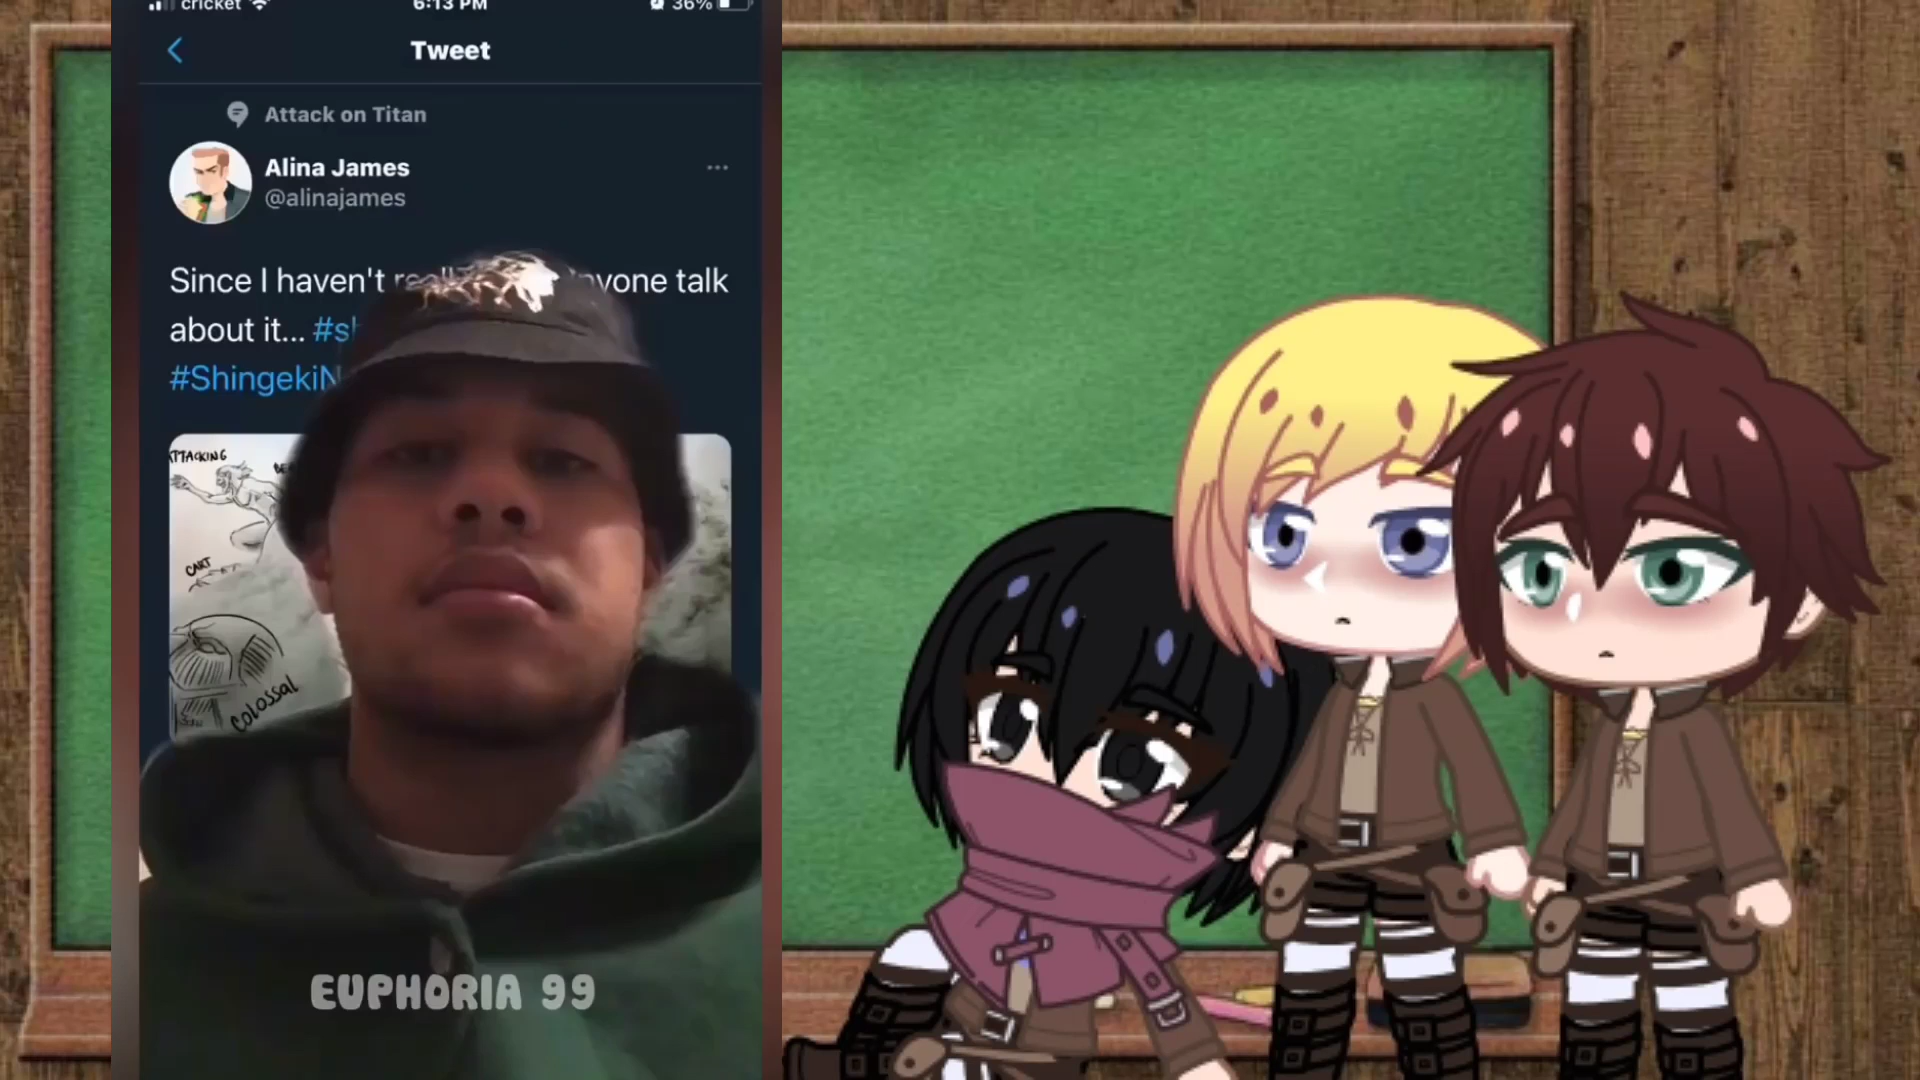 cricket 6:13 PM 36%
Tweet
Attack on Titan
Alina James
@alinajames
Since I haven't yone talk
about it...
#ShingekiN
ATTACKING
CART
COLOSSAL
EUPHORIA 99